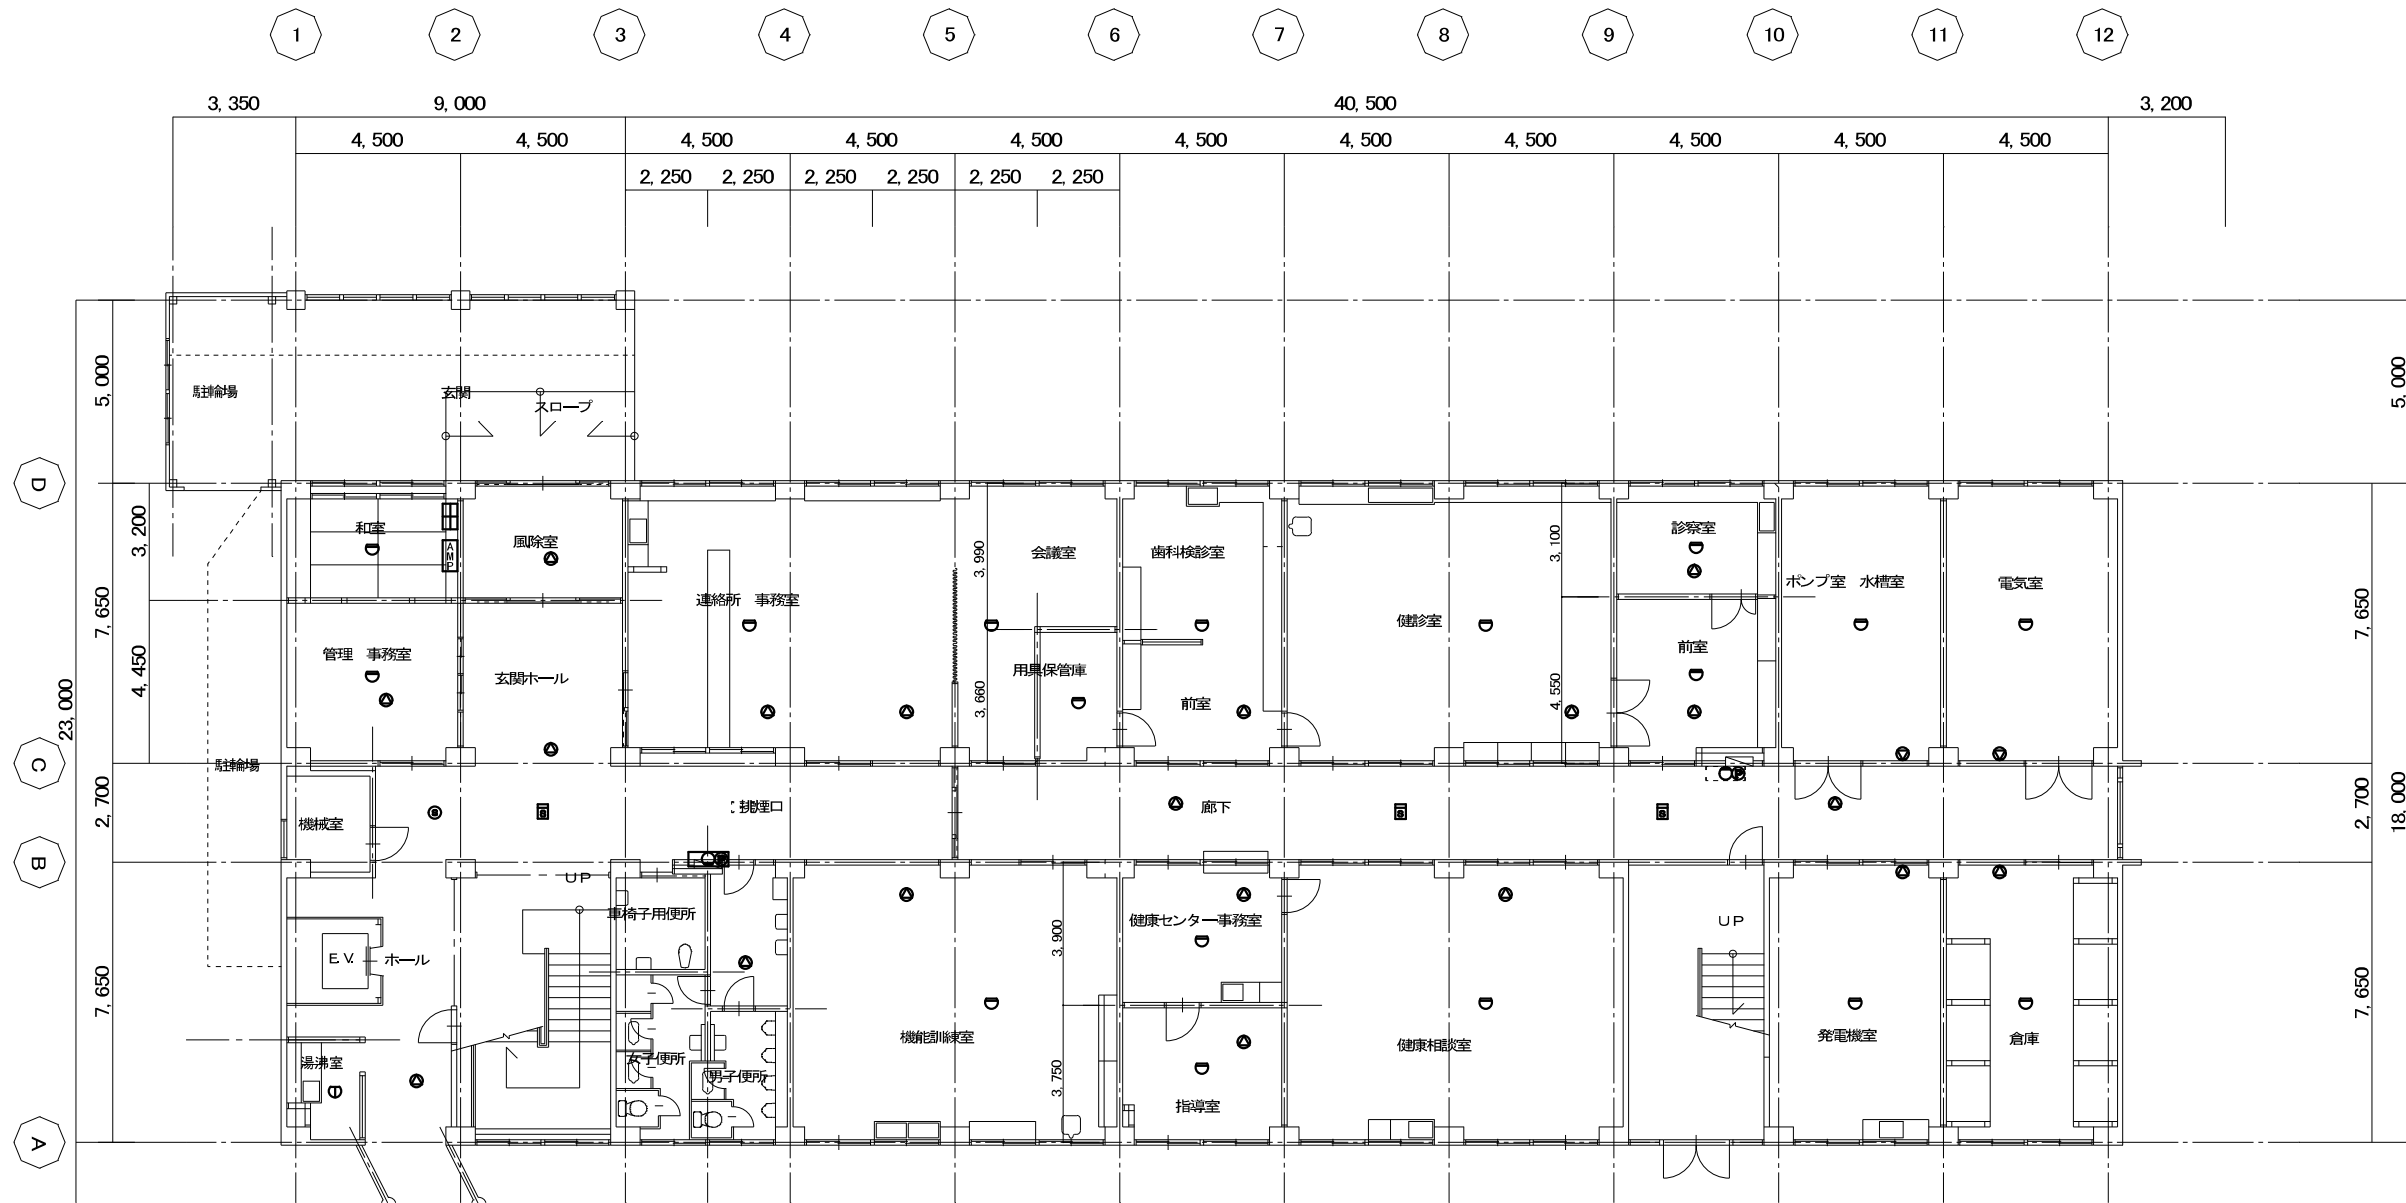 1 2 3 4 5 6 7 8 9 10 11 12
3,350 9,000 40,500 3,200
4,500 4,500 4,500 4,500 4,500 4,500 4,500 4,500 4,500 4,500 4,500
2,250 2,250 2,250 2,250 2,250 2,250
5,000
5,000
駐輪場
玄関
スロープ
D
3,200
7,650
4,450
23,000
和室
AMP
風除室
連絡所 事務室
3,990
会議室
歯科検診室
3,100
診察室
ポンプ室 水槽室
電気室
7,650
健診室
管理 事務室
玄関ホール
3,660
用具保管庫
前室
4,550
前室
C
駐輪場
2,700
機械室
排煙口
廊下
2,700
18,000
B
UP
車椅子用便所
健康センター事務室
UP
3,900
E.V.
ホール
7,650
7,650
機能訓練室
健康相談室
発電機室
倉庫
湯沸室
女子便所
男子便所
3,750
指導室
A